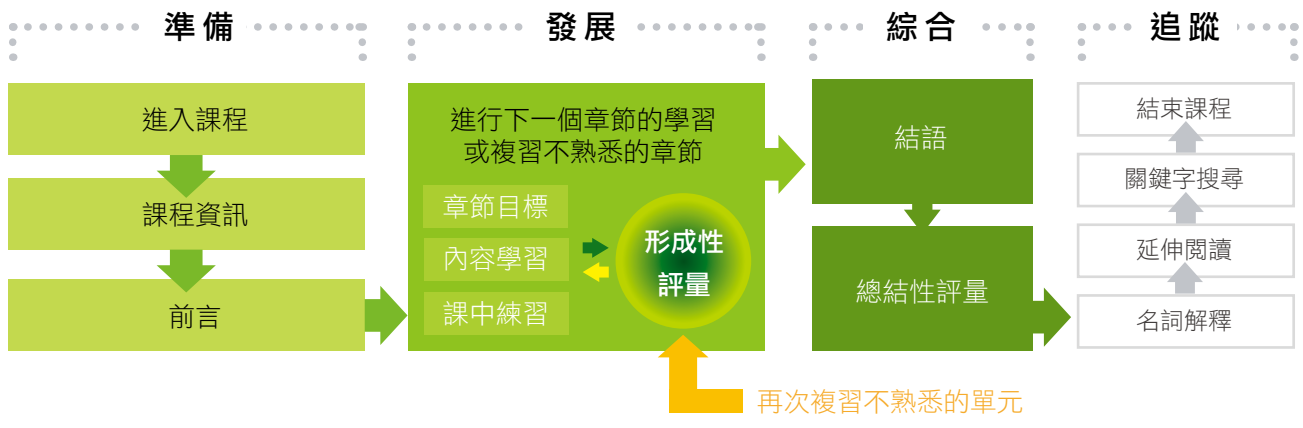 準備
進入課程
課程資訊
前言
發展
進行下一個章節的學習
或複習不熟悉的章節
章節目標
內容學習
課中練習
形成性
評量
再次複習不熟悉的單元
綜合
結語
總結性評量
追蹤
結束課程
關鍵字搜尋
延伸閱讀
名詞解釋